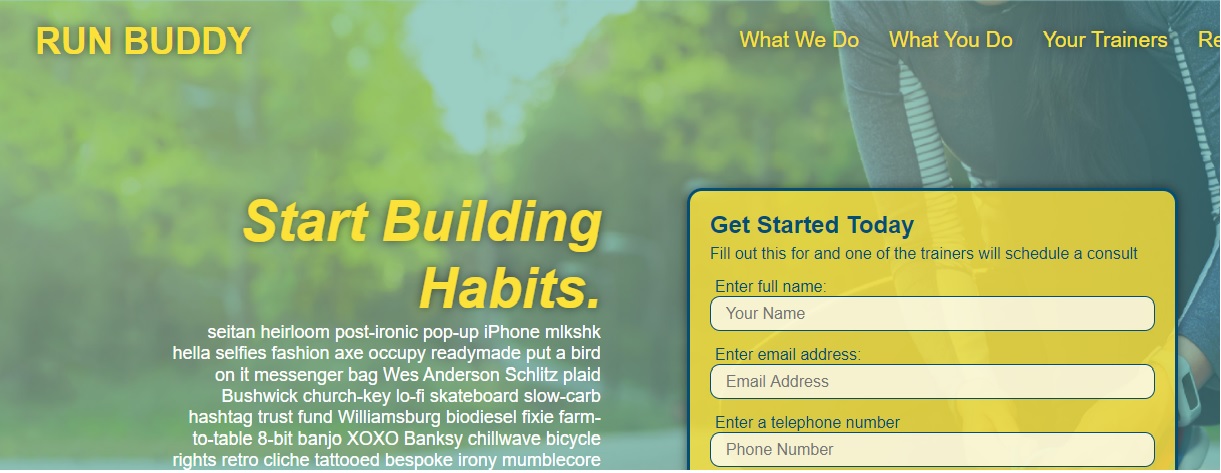 RUN BUDDY
What We Do What You Do Your Trainers Re
Start Building
Habits.
seitan heirloom post-ironic pop-up iPhone mlkshk
hella selfies fashion axe occupy readymade put a bird
on it messenger bag Wes Anderson Schlitz plaid
Bushwick church-key lo-fi skateboard slow-carb
hashtag trust fund Williamsburg biodiesel fixie farm-
to-table 8-bit banjo XOXO Banksy chillwave bicycle
rights retro cliche tattooed bespoke irony mumblecore
Get Started Today
Fill out this for and one of the trainers will schedule a consult
Enter full name:
Your Name
Enter email address:
Email Address
Enter a telephone number
Phone Number